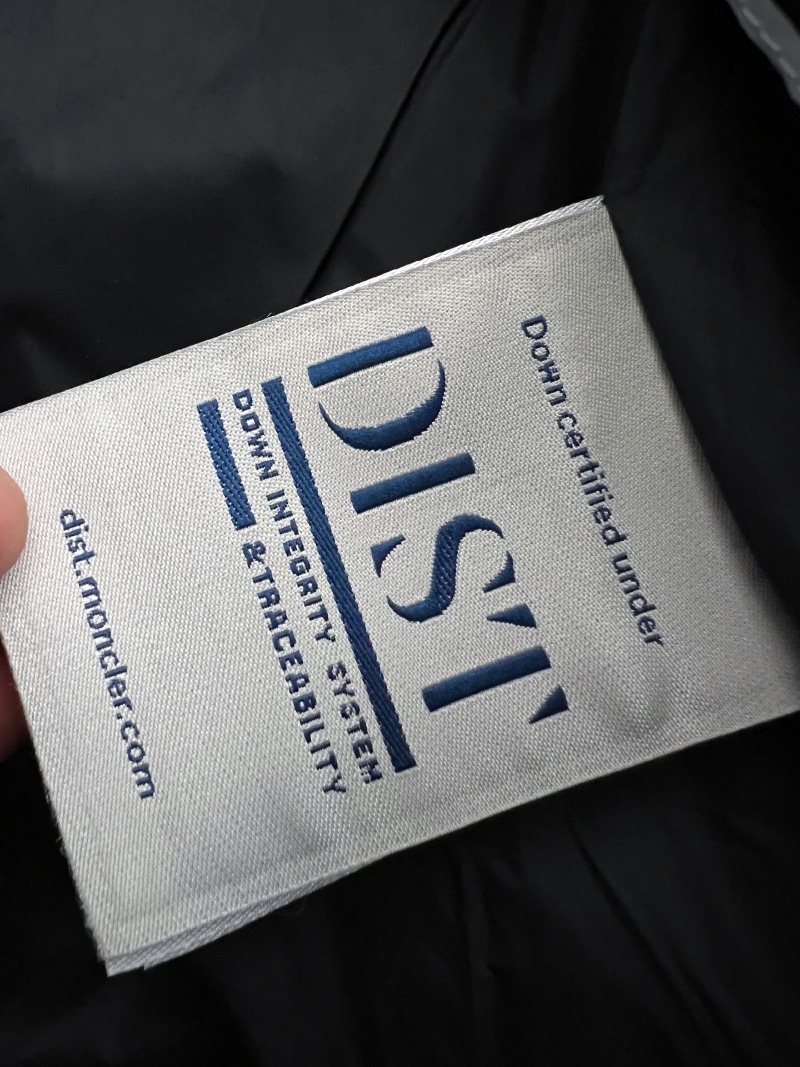 Down certified under
DIST
DOWN INTEGRITY SYSTEM
& TRACEABILITY
dist.moncler.com